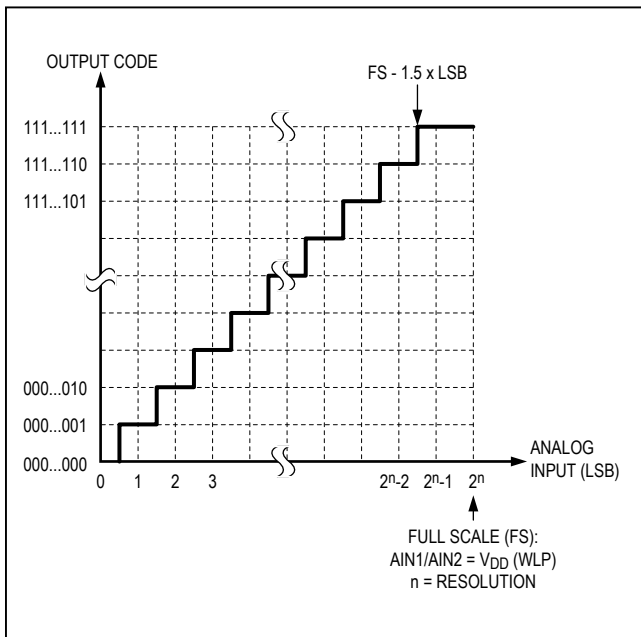 OUTPUT CODE
FS - 1.5 x LSB
111...111
111...110
111...101
000...010
000...001
000...000
0 1 2 3 2ⁿ-2 2ⁿ-1 2ⁿ
ANALOG
INPUT (LSB)
FULL SCALE (FS):
AIN1/AIN2 = V_DD (WLP)
n = RESOLUTION